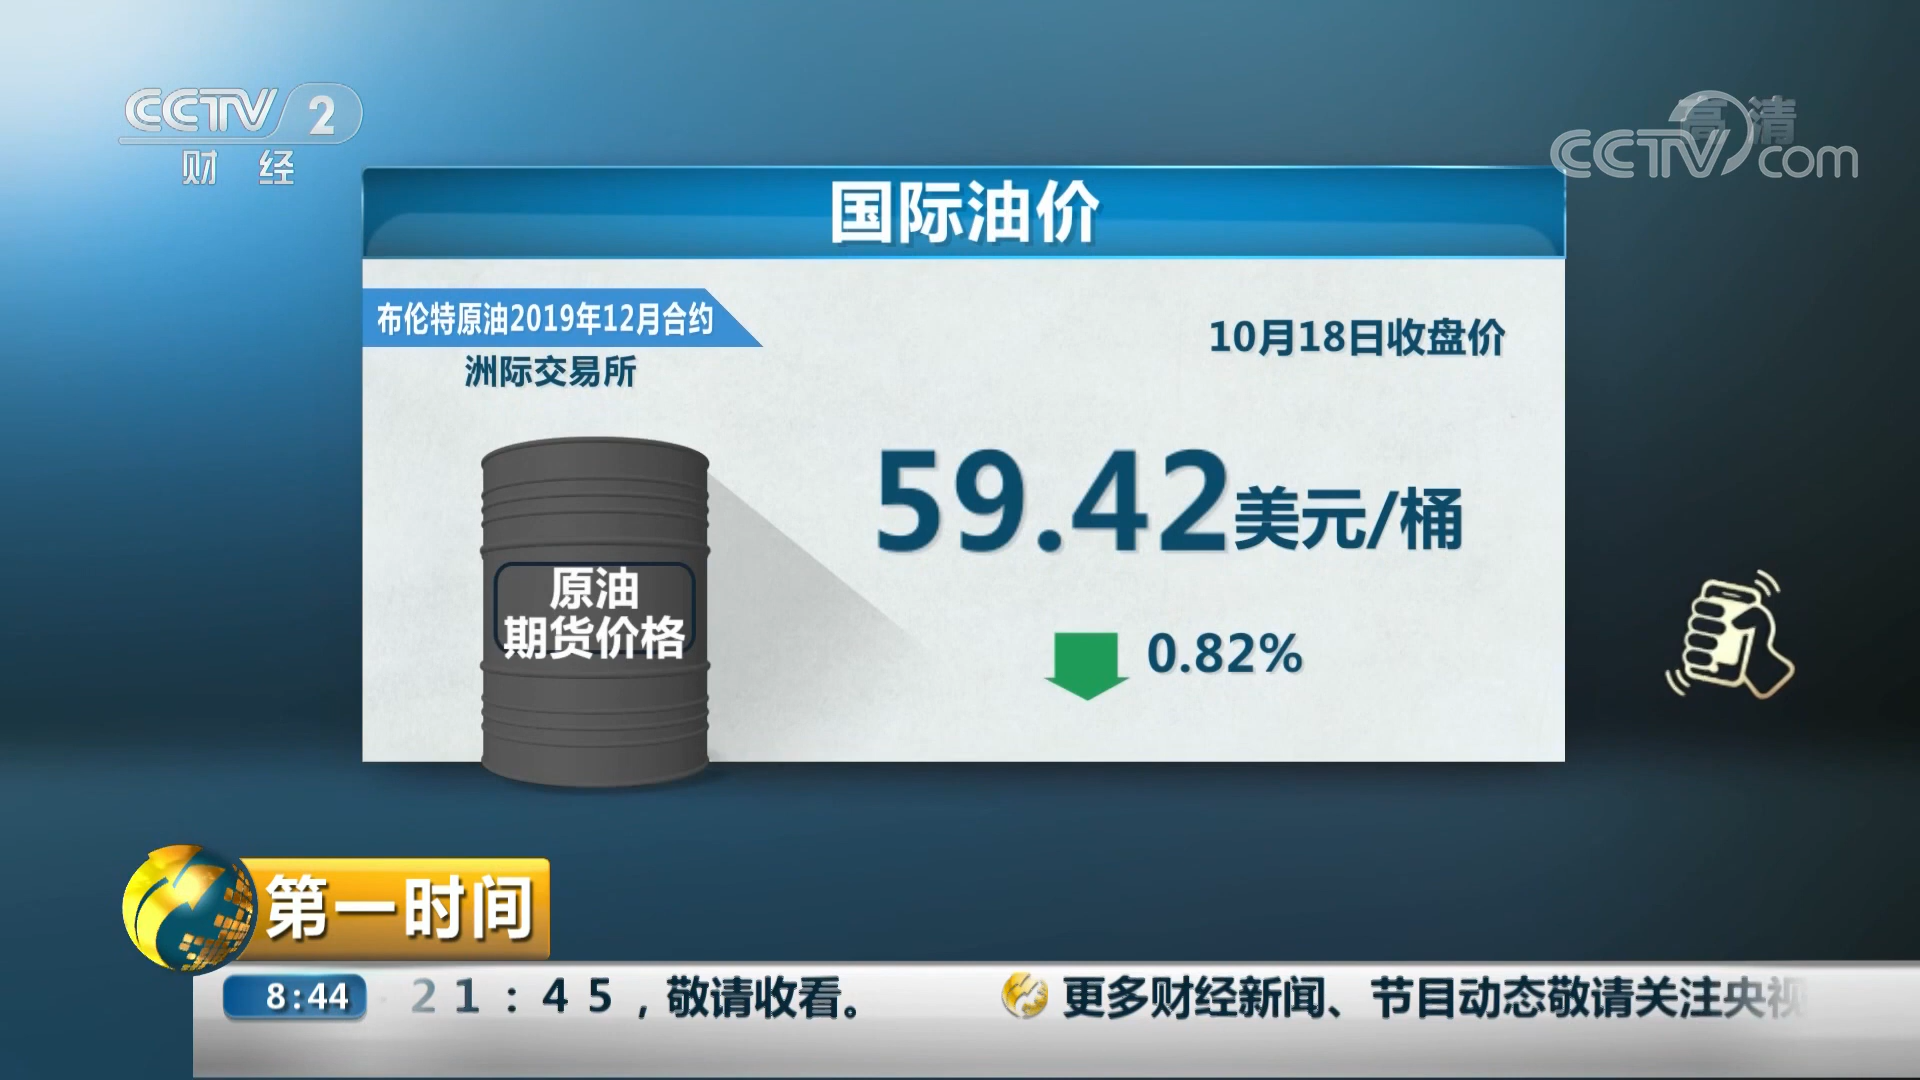 CCTV 2
财 经
高清
CCTV.com
国际油价
布伦特原油2019年12月合约
洲际交易所
10月18日收盘价
59.42美元/桶
0.82%
原油
期货价格
第一时间
8:44
21:45，敬请收看。
更多财经新闻、节目动态敬请关注央视